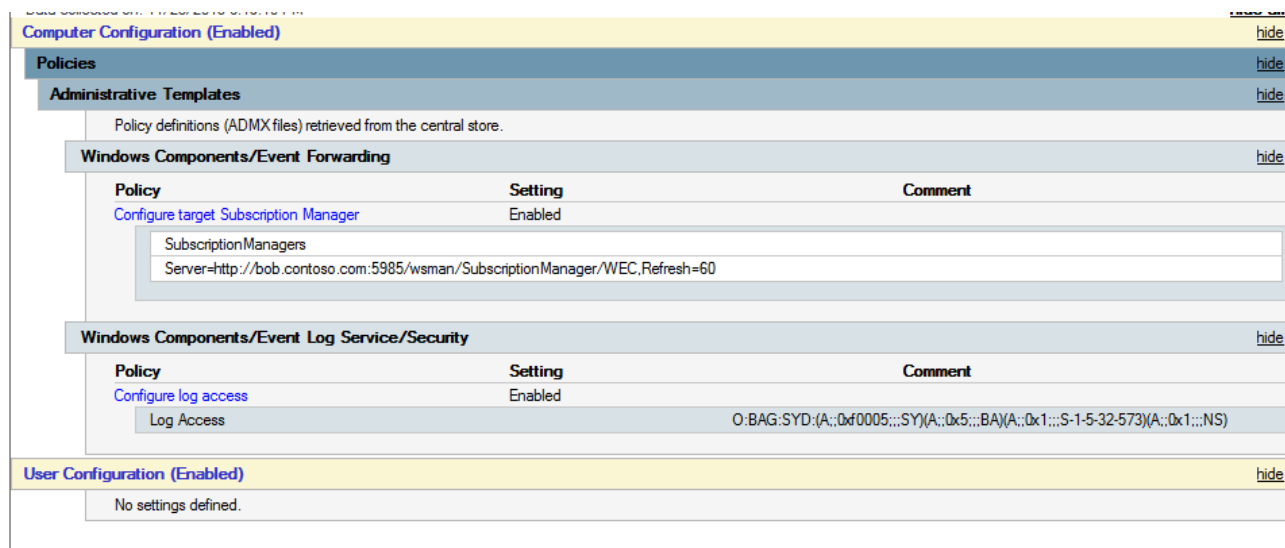 Computer Configuration (Enabled) hide
Policies hide
Administrative Templates hide
Policy definitions (ADMX files) retrieved from the central store.
Windows Components/Event Forwarding hide
Policy Setting Comment
Configure target Subscription Manager Enabled
SubscriptionManagers
Server=http://bob.contoso.com:5985/wsman/SubscriptionManager/WEC,Refresh=60
Windows Components/Event Log Service/Security hide
Policy Setting Comment
Configure log access Enabled
Log Access O:BAG:SYD:(A;;0xf0005;;;SY)(A;;0x5;;;BA)(A;;0x1;;;S-1-5-32-573)(A;;0x1;;;NS)
User Configuration (Enabled) hide
No settings defined.